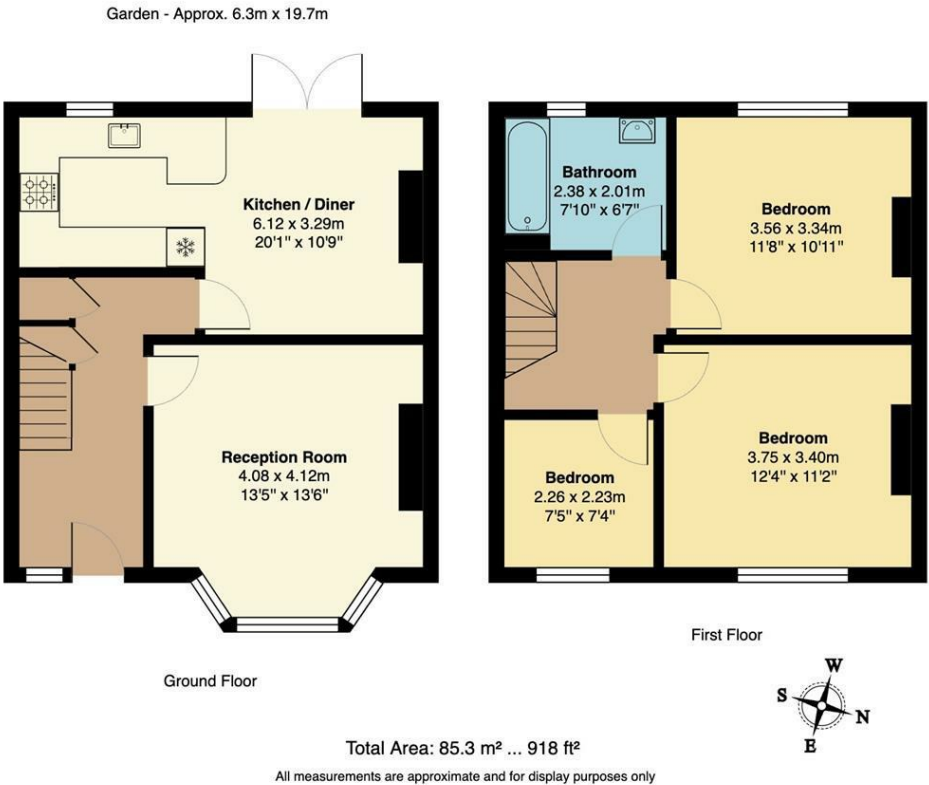 Garden - Approx. 6.3m x 19.7m
Kitchen / Diner
6.12 x 3.29m
20'1" x 10'9"
Reception Room
4.08 x 4.12m
13'5" x 13'6"
Ground Floor
Bathroom
2.38 x 2.01m
7'10" x 6'7"
Bedroom
3.56 x 3.34m
11'8" x 10'11"
Bedroom
3.75 x 3.40m
12'4" x 11'2"
Bedroom
2.26 x 2.23m
7'5" x 7'4"
First Floor
W
S
N
E
Total Area: 85.3 m² ... 918 ft²
All measurements are approximate and for display purposes only